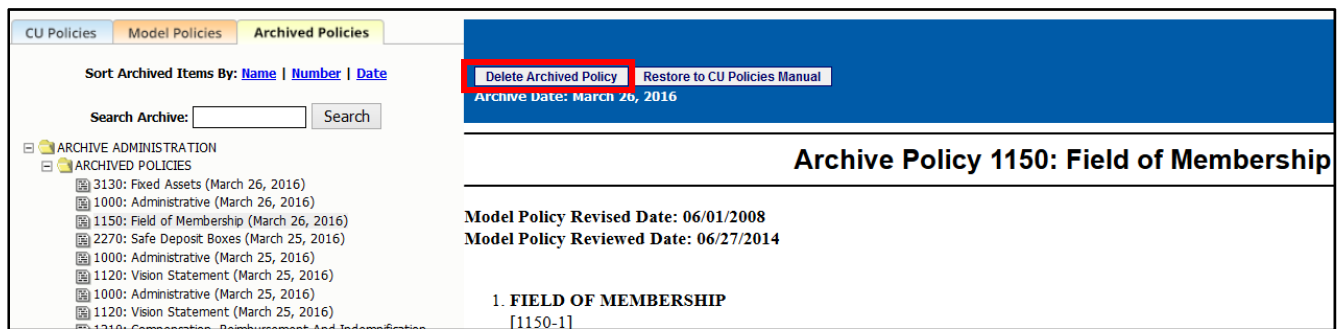 CU Policies Model Policies Archived Policies
Sort Archived Items By: Name | Number | Date
Search Archive: Search
ARCHIVE ADMINISTRATION
ARCHIVED POLICIES
3130: Fixed Assets (March 26, 2016)
1000: Administrative (March 26, 2016)
1150: Field of Membership (March 26, 2016)
2270: Safe Deposit Boxes (March 25, 2016)
1000: Administrative (March 25, 2016)
1120: Vision Statement (March 25, 2016)
1000: Administrative (March 25, 2016)
1120: Vision Statement (March 25, 2016)
1210: Compensation, Reimbursement And Indemnification
Delete Archived Policy Restore to CU Policies Manual
Archive Date: March 26, 2016
Archive Policy 1150: Field of Membership
Model Policy Revised Date: 06/01/2008
Model Policy Reviewed Date: 06/27/2014
1. FIELD OF MEMBERSHIP
[1150-1]